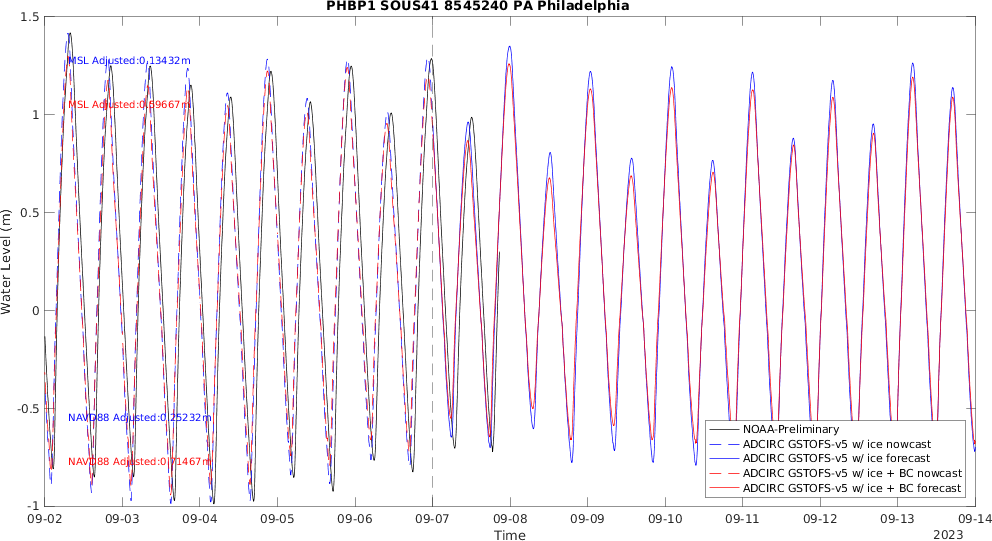 PHBP1 SOUS41 8545240 PA Philadelphia
1.5
1
0.5
0
-0.5
-1
Water Level (m)
MSL Adjusted:0.13432m
MSL Adjusted:0.59667m
NAVD88 Adjusted:0.25232m
NAVD88 Adjusted:0.71467m
NOAA-Preliminary
ADCIRC GSTOFS-v5 w/ ice nowcast
ADCIRC GSTOFS-v5 w/ ice forecast
ADCIRC GSTOFS-v5 w/ ice + BC nowcast
ADCIRC GSTOFS-v5 w/ ice + BC forecast
09-02 09-03 09-04 09-05 09-06 09-07 09-08 09-09 09-10 09-11 09-12 09-13 09-14
Time
2023